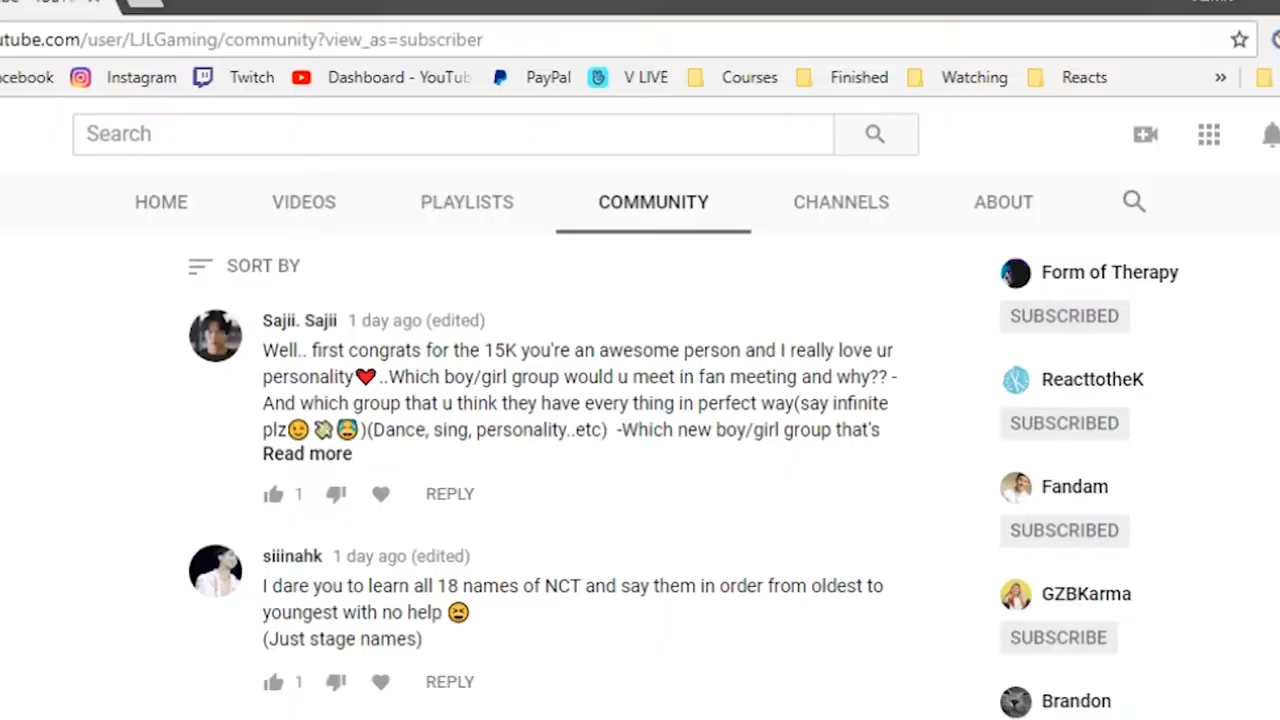 utube.com/user/LJLGaming/community?view_as=subscriber
acebook Instagram Twitch Dashboard - YouTub PayPal V LIVE Courses Finished Watching Reacts »
Search
HOME VIDEOS PLAYLISTS COMMUNITY CHANNELS ABOUT
SORT BY
Form of Therapy
SUBSCRIBED
Sajii. Sajii 1 day ago (edited)
Well.. first congrats for the 15K you're an awesome person and I really love ur
personality❤..Which boy/girl group would u meet in fan meeting and why?? -
And which group that u think they have every thing in perfect way(say infinite
plz)(Dance, sing, personality..etc) -Which new boy/girl group that's
Read more
1 REPLY
ReacttotheK
SUBSCRIBED
Fandam
SUBSCRIBED
siiinahk 1 day ago (edited)
I dare you to learn all 18 names of NCT and say them in order from oldest to
youngest with no help 😆
(Just stage names)
1 REPLY
GZBKarma
SUBSCRIBE
Brandon